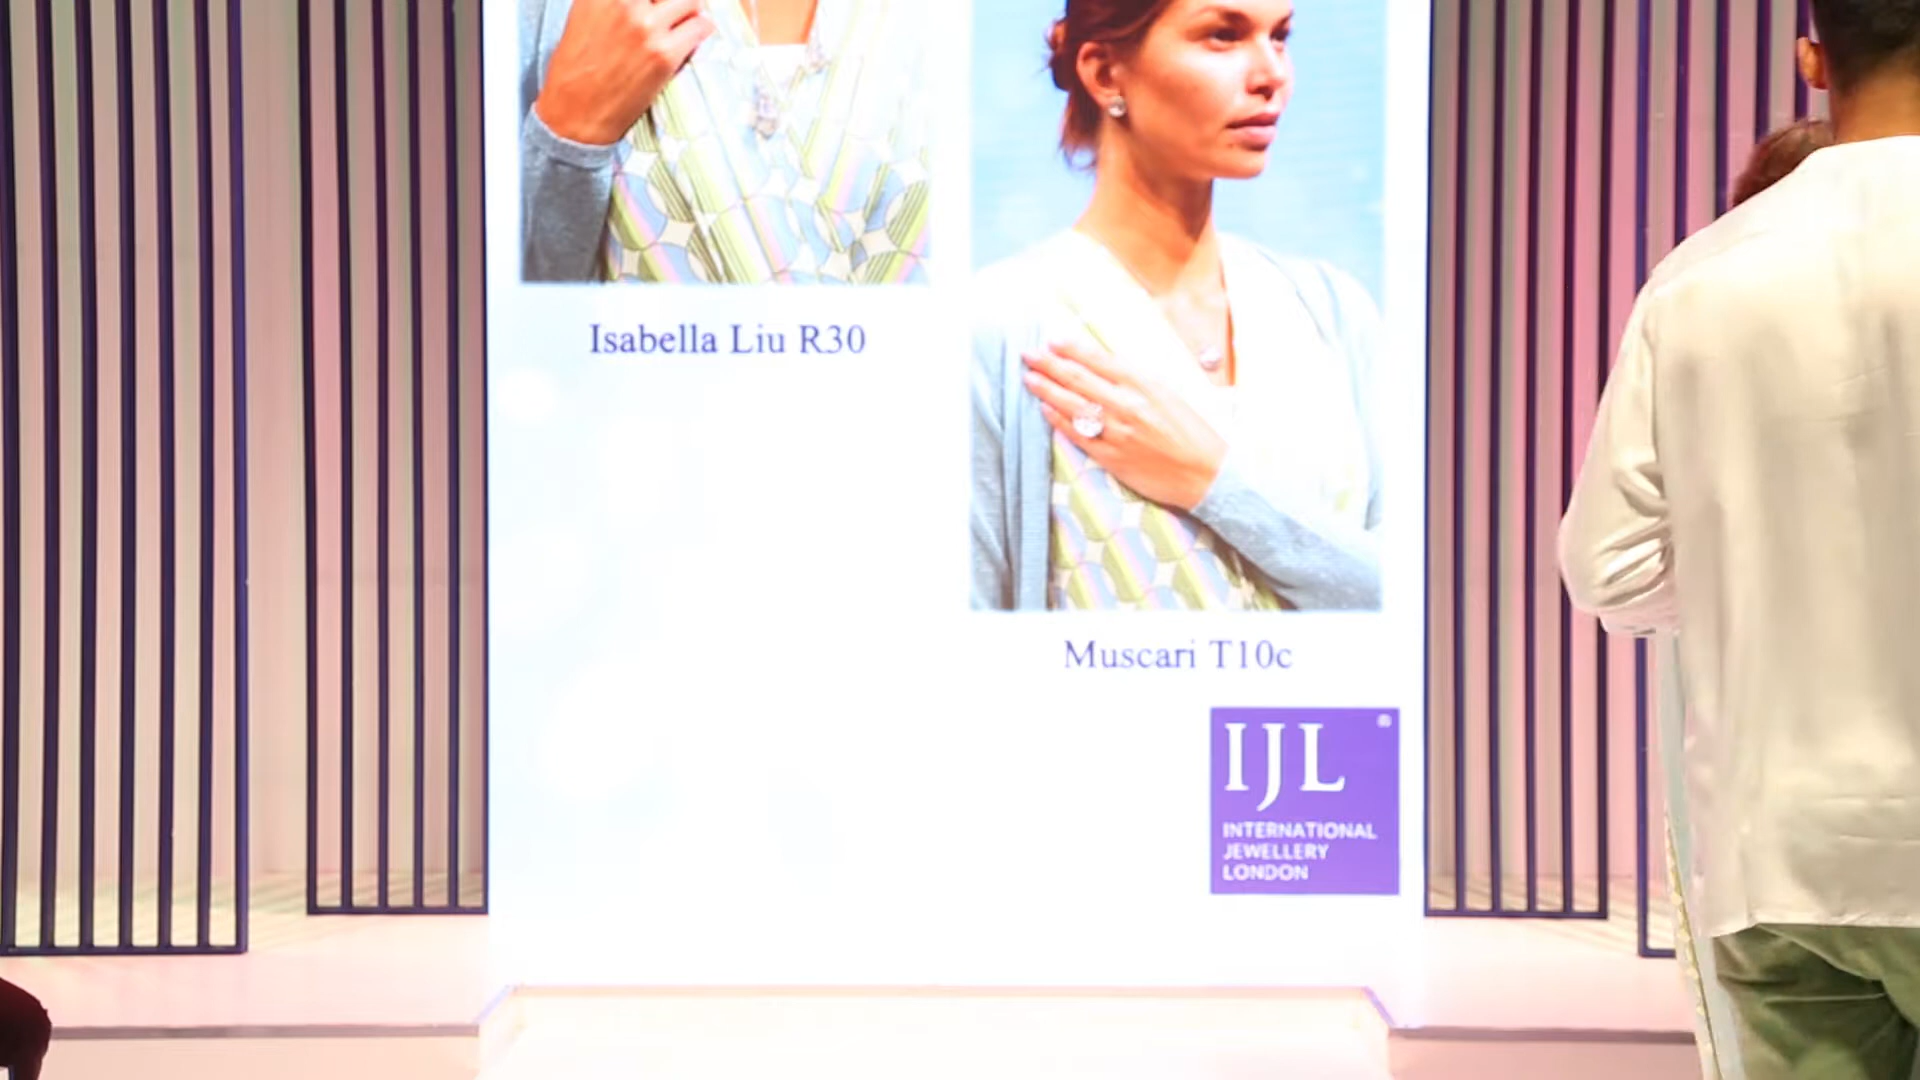 Isabella Liu R30
Muscari T10c
IJL ®
INTERNATIONAL
JEWELLERY
LONDON